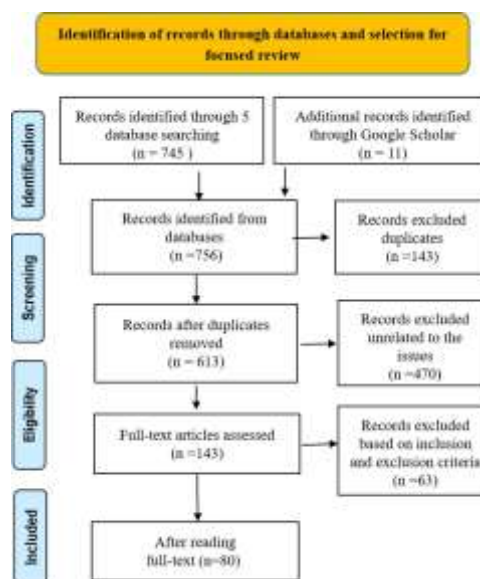 Identification of records through databases and selection for
focused review
Identification
Records identified through 5
database searching
(n = 745 )
Additional records identified
through Google Scholar
(n = 11)
Records identified from
databases
(n =756)
Records excluded
duplicates
(n =143)
Screening
Records after duplicates
removed
(n = 613)
Records excluded
unrelated to the
issues
(n =470)
Eligibility
Full-text articles assessed
(n =143)
Records excluded
based on inclusion
and exclusion criteria
(n =63)
Included
After reading
full-text (n=80)